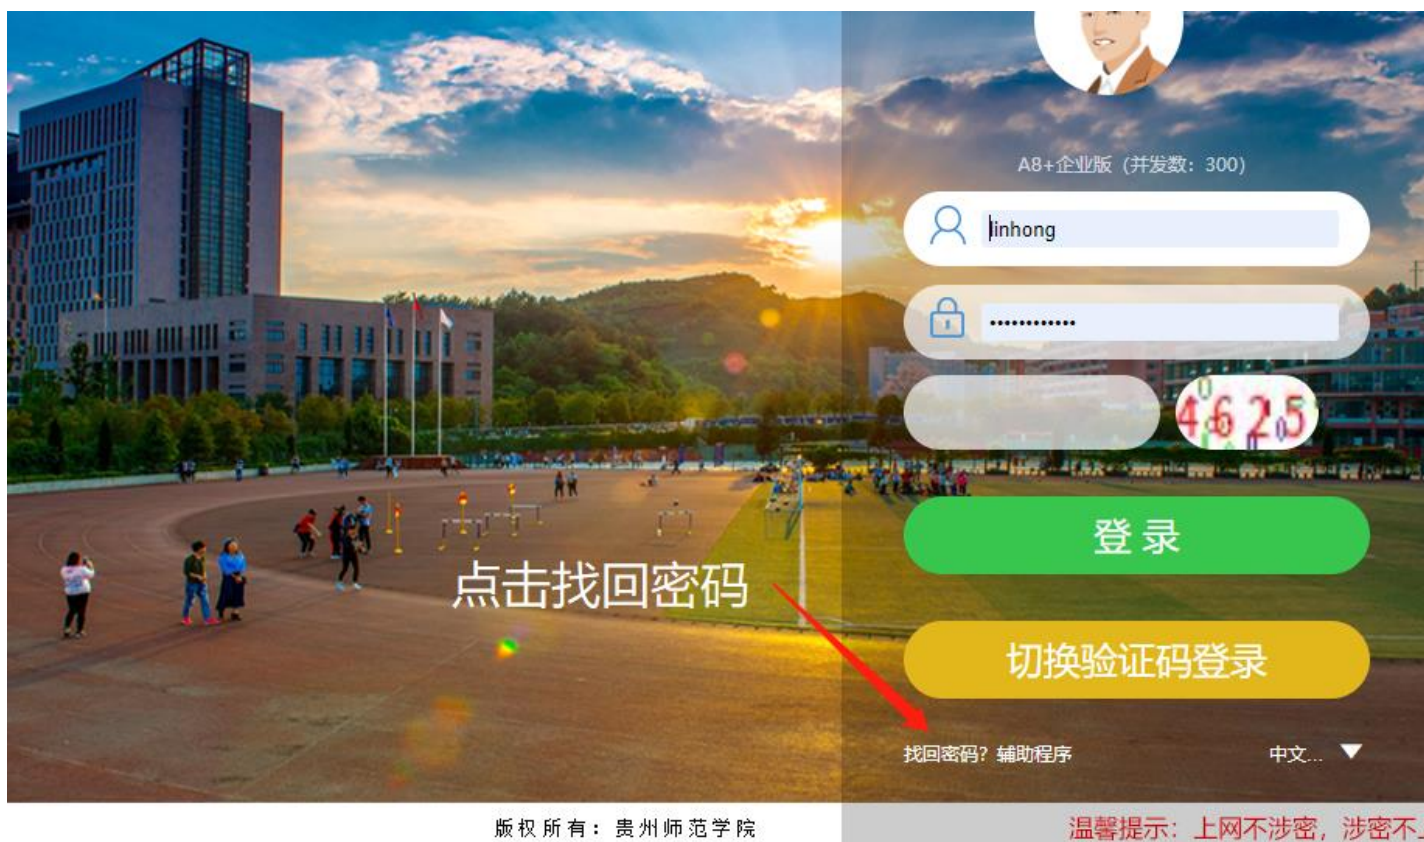 A8+企业版 (并发数：300)
linhong
4625
登录
点击找回密码
切换验证码登录
找回密码？ 辅助程序
中文...
版权所有：贵州师范学院
温馨提示：上网不涉密，涉密不